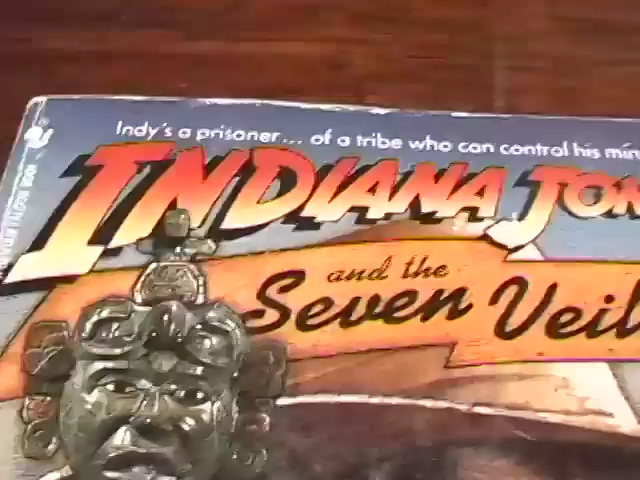 Indy's a prisoner... of a tribe who can control his min
INDIANA JON
and the
Seven Veil